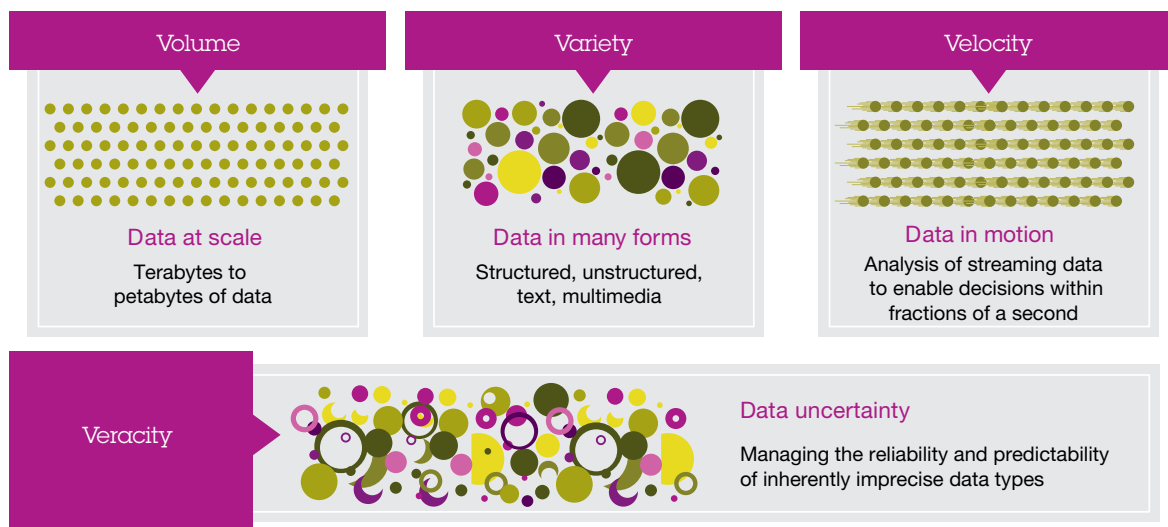 Volume
Data at scale
Terabytes to
petabytes of data
Variety
Data in many forms
Structured, unstructured,
text, multimedia
Velocity
Data in motion
Analysis of streaming data
to enable decisions within
fractions of a second
Veracity
Data uncertainty
Managing the reliability and predictability
of inherently imprecise data types